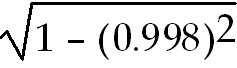 √1 − (0.998)²